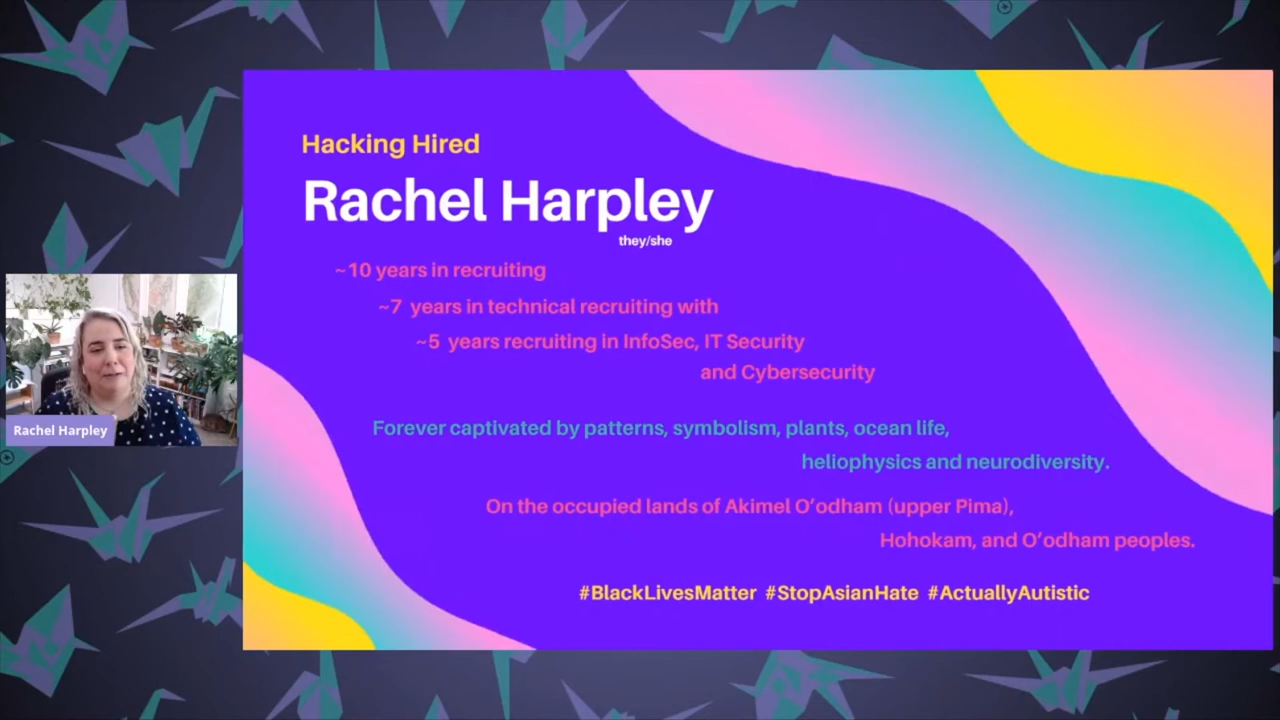 Hacking Hired
Rachel Harpley
they/she
~10 years in recruiting
~7 years in technical recruiting with
~5 years recruiting in InfoSec, IT Security
and Cybersecurity
Forever captivated by patterns, symbolism, plants, ocean life,
heliophysics and neurodiversity.
On the occupied lands of Akimel O’odham (upper Pima),
Hohokam, and O’odham peoples.
#BlackLivesMatter #StopAsianHate #ActuallyAutistic
Rachel Harpley